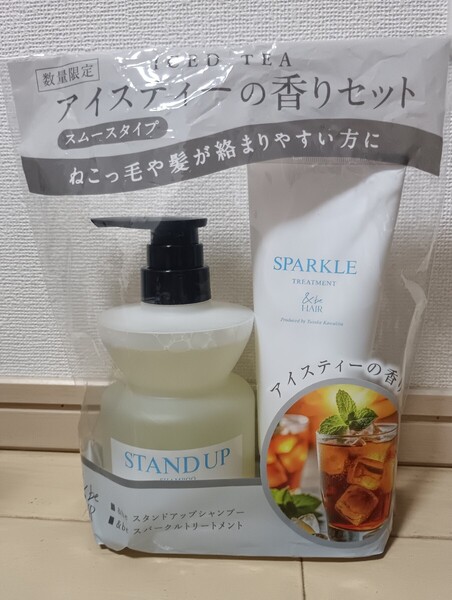 ICED TEA
数量限定
アイスティーの香りセット
スムースタイプ
ねこっ毛や髪が絡まりやすい方に
SPARKLE
TREATMENT
&be
HAIR
アイスティーの香り
STAND UP
SHAMPOO
&be スタンドアップシャンプー
&be スパークルトリートメント